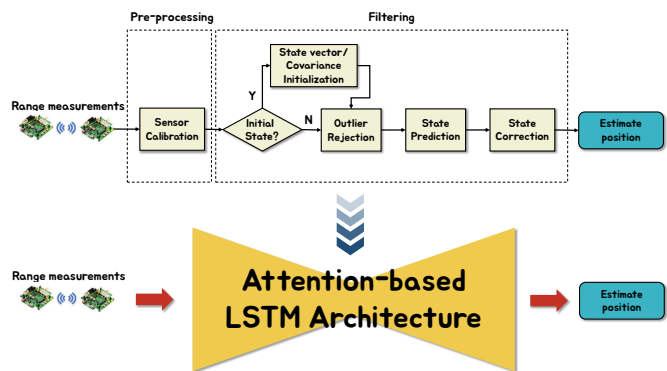 Pre-processing
Filtering
State vector/
Covariance
Initialization
Y
Range measurements
Sensor
Calibration
Initial
State?
N
Outlier
Rejection
State
Prediction
State
Correction
Estimate
position
Range measurements
Attention-based
LSTM Architecture
Estimate
position